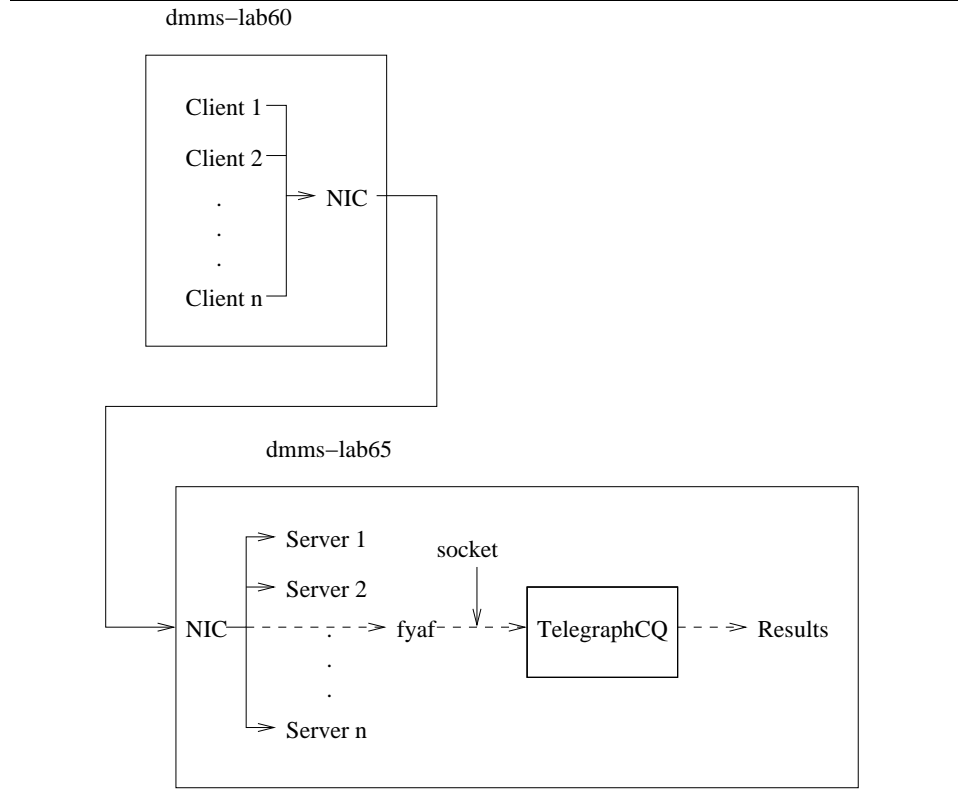 dmms−lab60
Client 1
Client 2
NIC
.
.
.
Client n
dmms−lab65
Server 1
socket
Server 2
NIC
fyaf
TelegraphCQ
Results
.
.
.
Server n